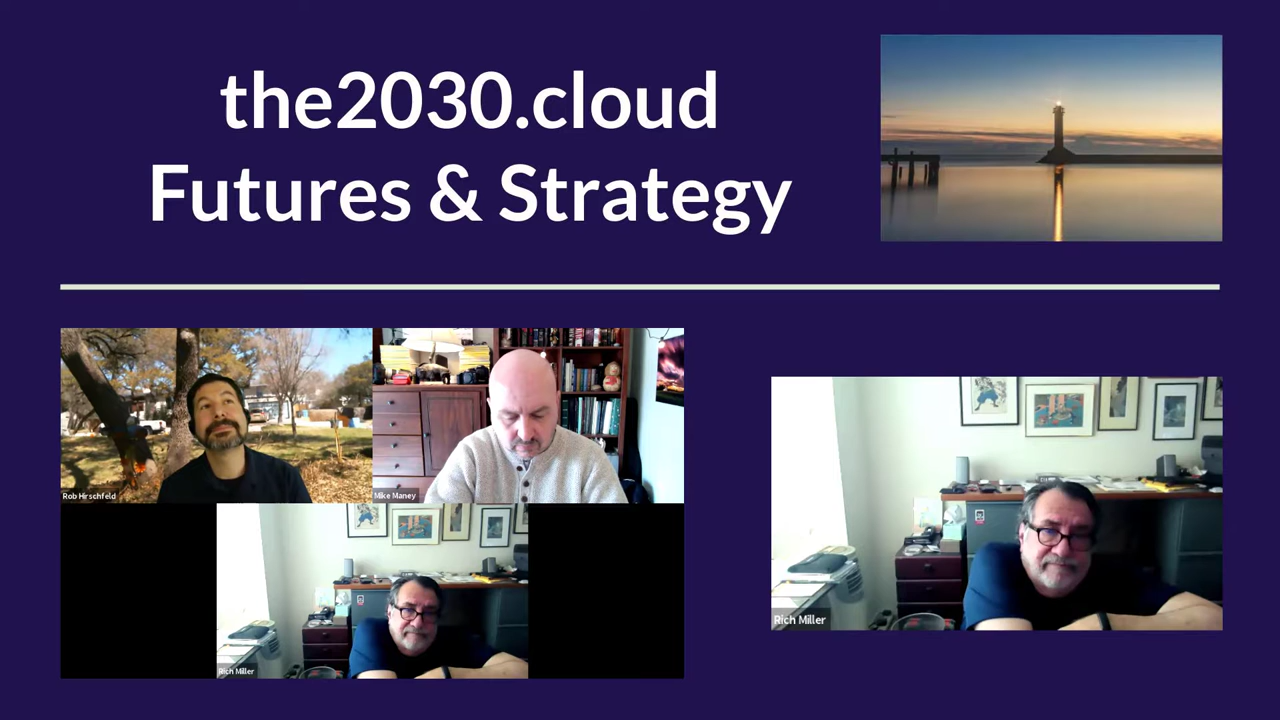 the2030.cloud
Futures & Strategy
Rob Hirschfeld
Mike Maney
Rich Miller
Rich Miller